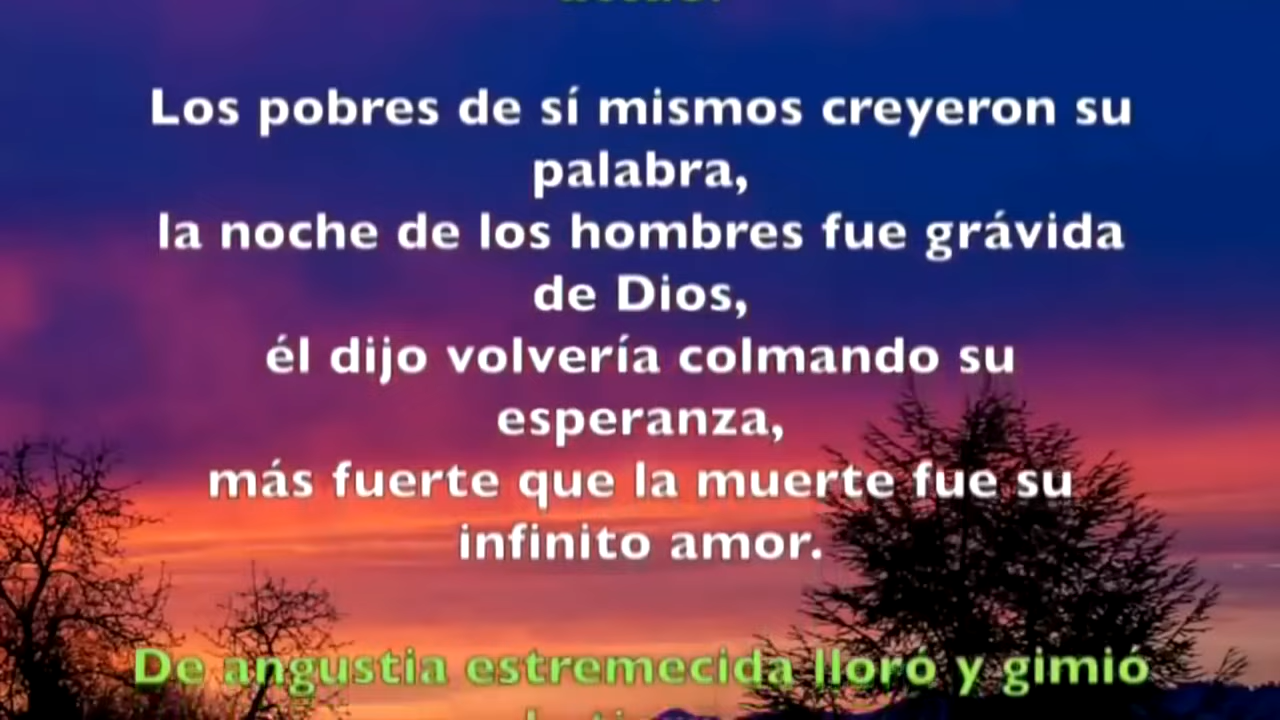 Los pobres de sí mismos creyeron su
palabra,
la noche de los hombres fue grávida
de Dios,
él dijo volvería colmando su
esperanza,
más fuerte que la muerte fue su
infinito amor.
De angustia estremecida lloró y gimió